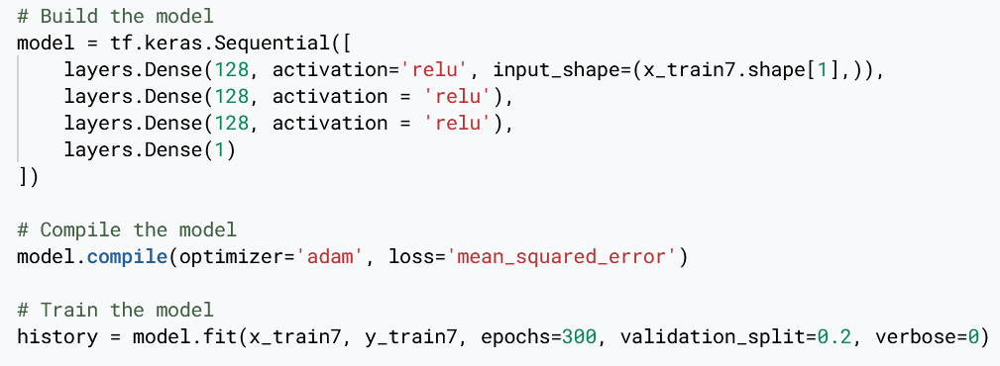 # Build the model
model = tf.keras.Sequential([
    layers.Dense(128, activation='relu', input_shape=(x_train7.shape[1],)),
    layers.Dense(128, activation = 'relu'),
    layers.Dense(128, activation = 'relu'),
    layers.Dense(1)
])

# Compile the model
model.compile(optimizer='adam', loss='mean_squared_error')

# Train the model
history = model.fit(x_train7, y_train7, epochs=300, validation_split=0.2, verbose=0)